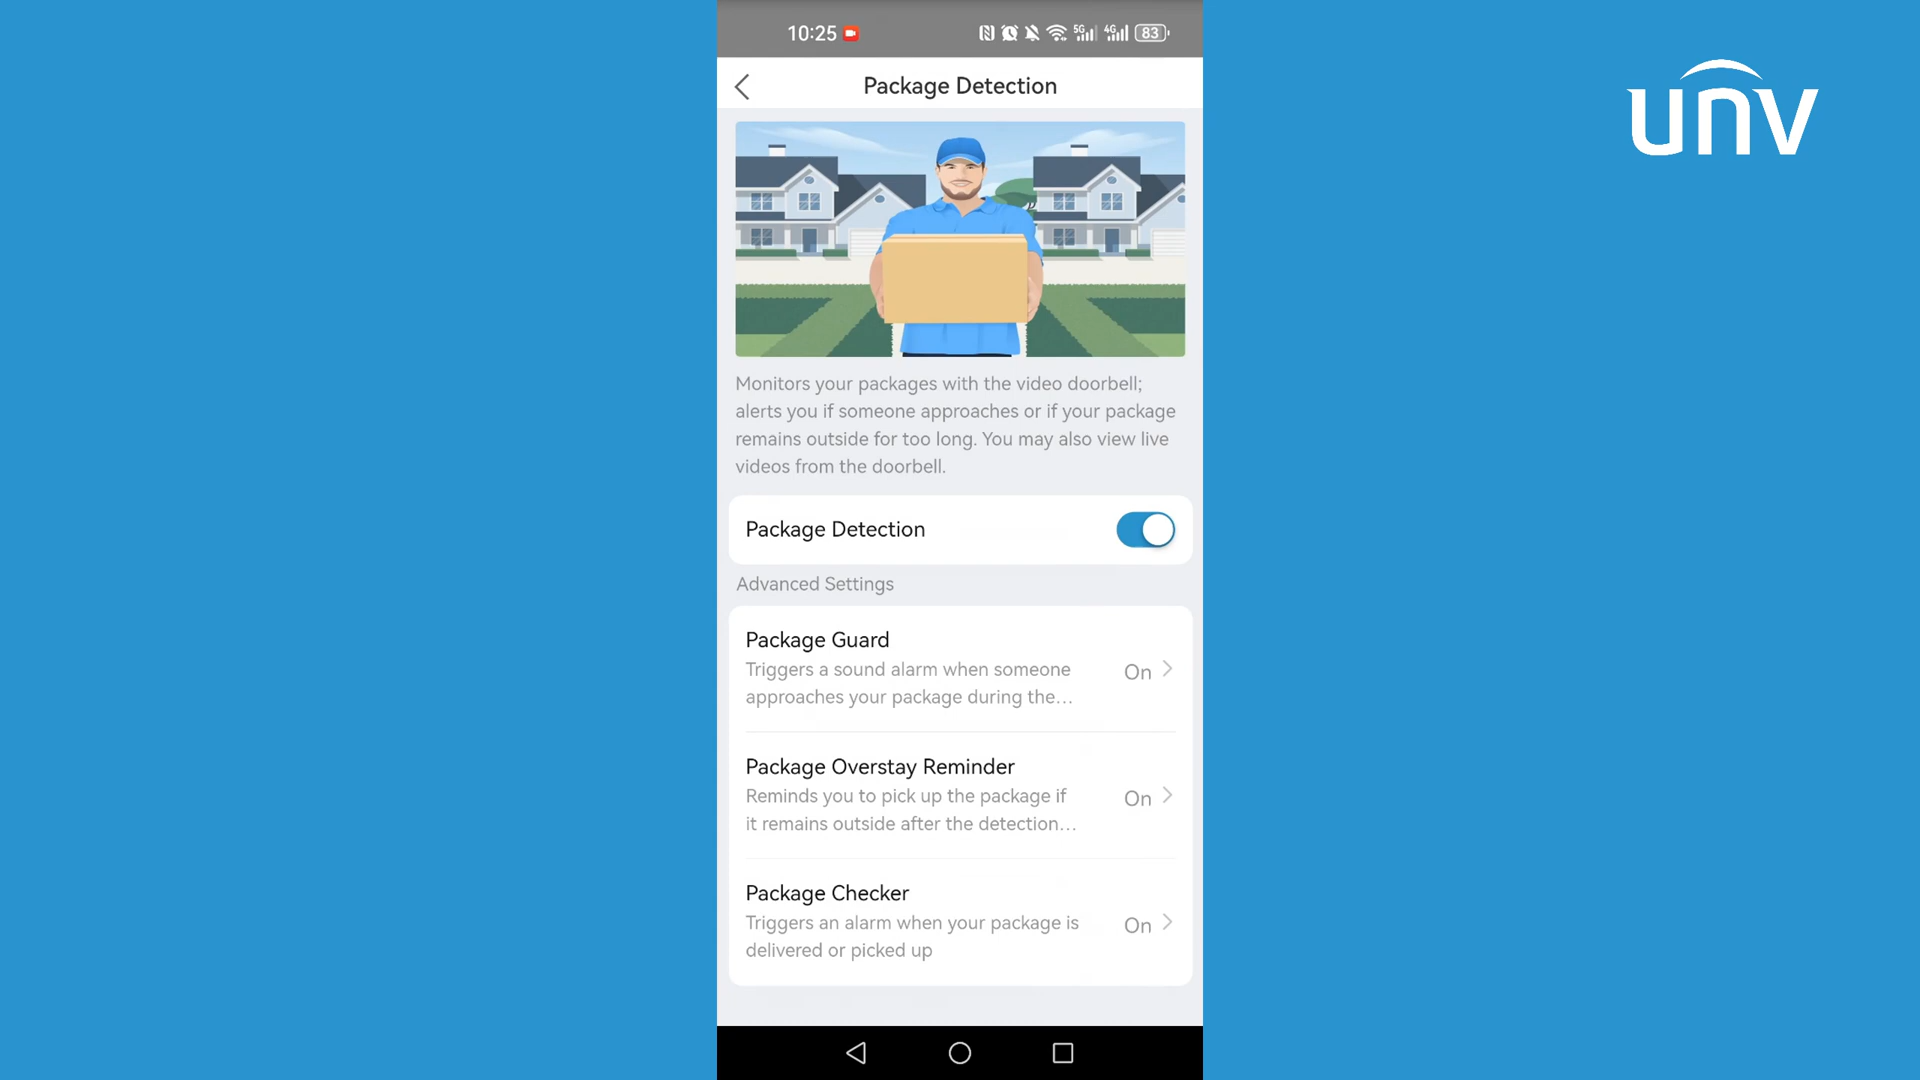 10:25
5G
4G
83
unv
Package Detection
Monitors your packages with the video doorbell;
alerts you if someone approaches or if your package
remains outside for too long. You may also view live
videos from the doorbell.
Package Detection
Advanced Settings
Package Guard
Triggers a sound alarm when someone
approaches your package during the...
On
Package Overstay Reminder
Reminds you to pick up the package if
it remains outside after the detection...
On
Package Checker
Triggers an alarm when your package is
delivered or picked up
On